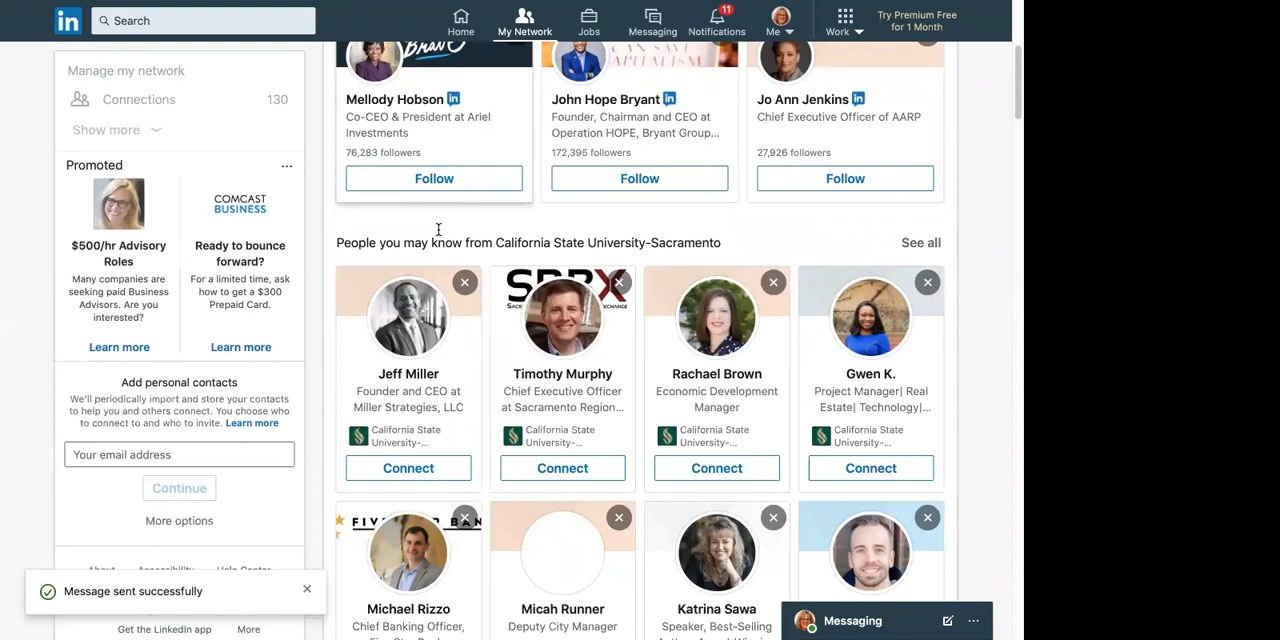 in
Search
Home
My Network
Jobs
Messaging
11
Notifications
Me
Work
Try Premium Free
for 1 Month
Manage my network
Connections 130
Show more
Promoted
$500/hr Advisory
Roles
Many companies are
seeking paid Business
Advisors. Are you
interested?
Learn more
COMCAST
BUSINESS
Ready to bounce
forward?
For a limited time, ask
how to get a $300
Prepaid Card.
Learn more
Add personal contacts
We'll periodically import and store your contacts
to help you and others connect. You choose who
to connect to and who to invite. Learn more
Your email address
Continue
More options
About Accessibility Help Center
Message sent successfully
Get the LinkedIn app More
Mellody Hobson in
Co-CEO & President at Ariel
Investments
76,283 followers
Follow
John Hope Bryant in
Founder, Chairman and CEO at
Operation HOPE, Bryant Group...
172,395 followers
Follow
Jo Ann Jenkins in
Chief Executive Officer of AARP
27,926 followers
Follow
People you may know from California State University-Sacramento
See all
Jeff Miller
Founder and CEO at
Miller Strategies, LLC
California State
University-...
Connect
Timothy Murphy
Chief Executive Officer
at Sacramento Region...
California State
University-...
Connect
Rachael Brown
Economic Development
Manager
California State
University-...
Connect
Gwen K.
Project Manager| Real
Estate| Technology|...
California State
University-...
Connect
Michael Rizzo
Chief Banking Officer,
Micah Runner
Deputy City Manager
Katrina Sawa
Speaker, Best-Selling
Messaging